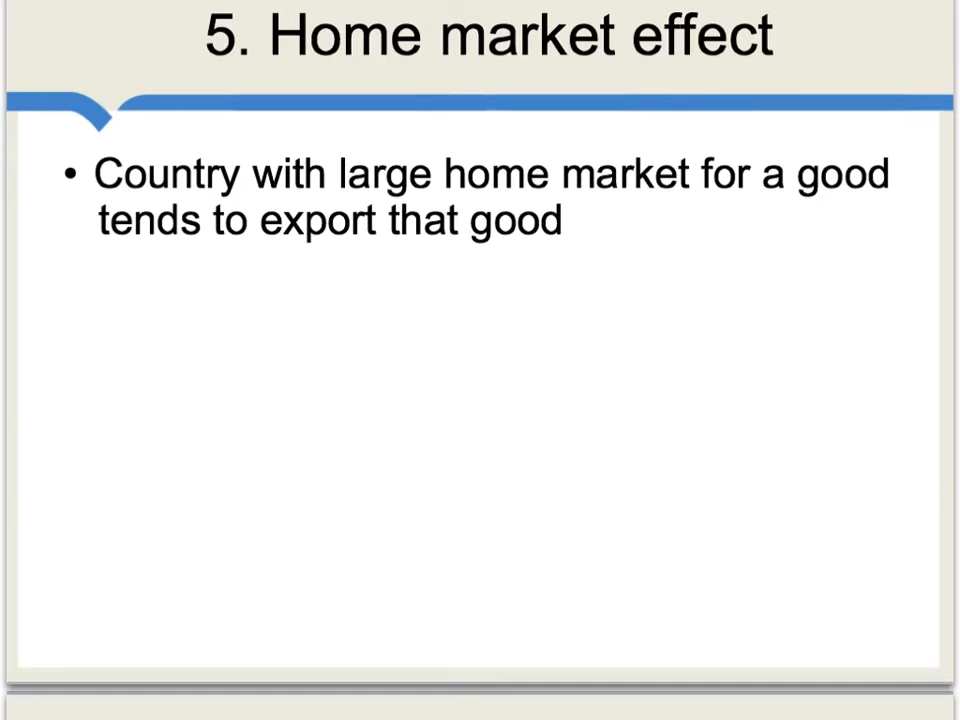 5. Home market effect
• Country with large home market for a good
tends to export that good